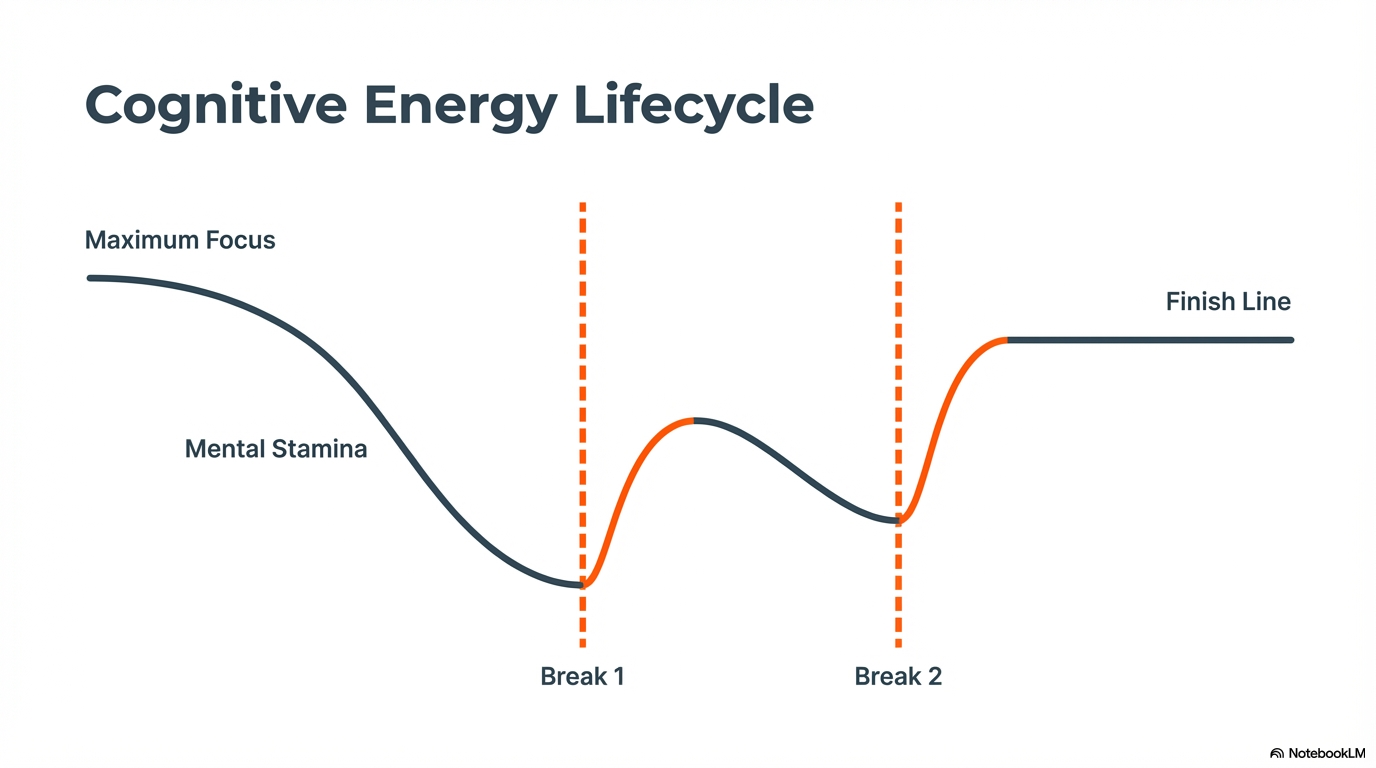 Cognitive Energy Lifecycle
Maximum Focus
Finish Line
Mental Stamina
Break 1
Break 2
NotebookLM